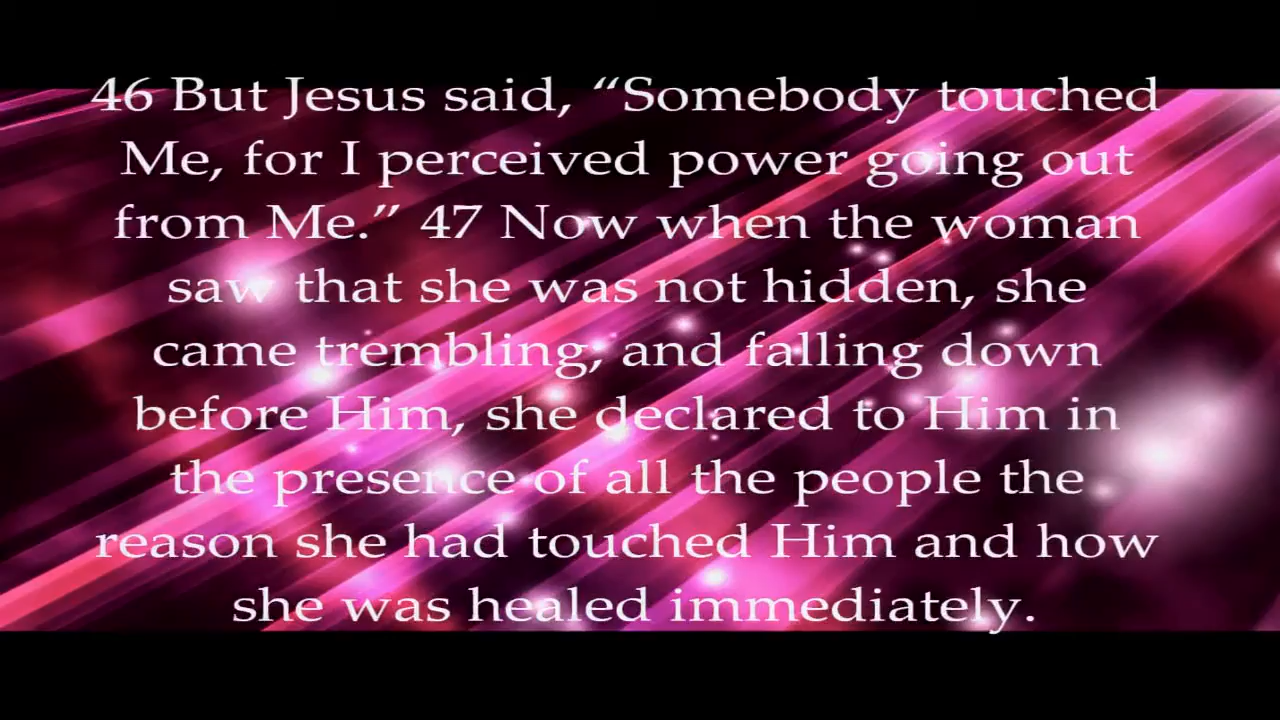 46 But Jesus said, “Somebody touched
Me, for I perceived power going out
from Me.” 47 Now when the woman
saw that she was not hidden, she
came trembling, and falling down
before Him, she declared to Him in
the presence of all the people the
reason she had touched Him and how
she was healed immediately.